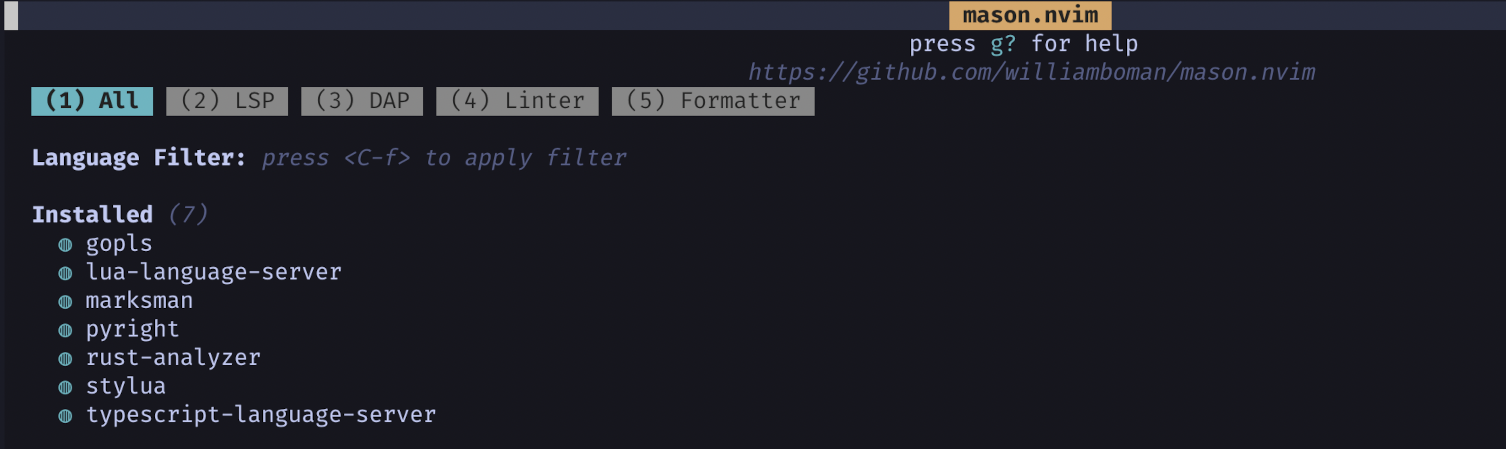 mason.nvim
press g? for help
https://github.com/williamboman/mason.nvim
(1) All (2) LSP (3) DAP (4) Linter (5) Formatter
Language Filter: press <C-f> to apply filter
Installed (7)
◍ gopls
◍ lua-language-server
◍ marksman
◍ pyright
◍ rust-analyzer
◍ stylua
◍ typescript-language-server